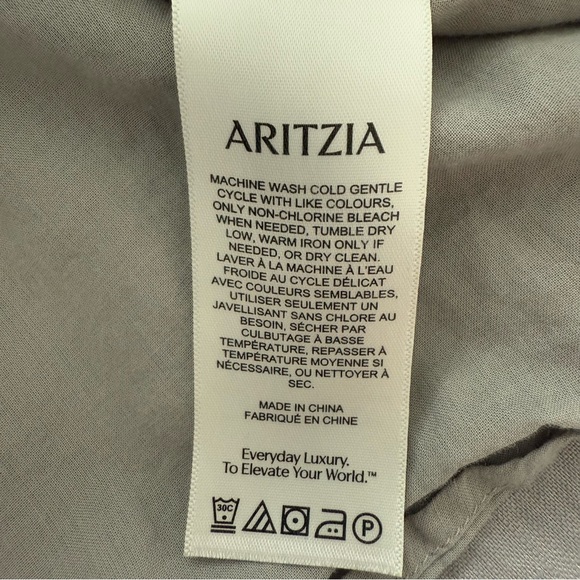 ARITZIA
MACHINE WASH COLD GENTLE
CYCLE WITH LIKE COLOURS,
ONLY NON-CHLORINE BLEACH
WHEN NEEDED, TUMBLE DRY
LOW, WARM IRON ONLY IF
NEEDED, OR DRY CLEAN.
LAVER À LA MACHINE À L'EAU
FROIDE AU CYCLE DÉLICAT
AVEC COULEURS SEMBLABLES,
UTILISER SEULEMENT UN
JAVELLISANT SANS CHLORE AU
BESOIN, SÉCHER PAR
CULBUTAGE À BASSE
TEMPÉRATURE, REPASSER À
TEMPÉRATURE MOYENNE SI
NÉCESSAIRE, OU NETTOYER À
SEC.
MADE IN CHINA
FABRIQUÉ EN CHINE
Everyday Luxury.
To Elevate Your World.™
30C P